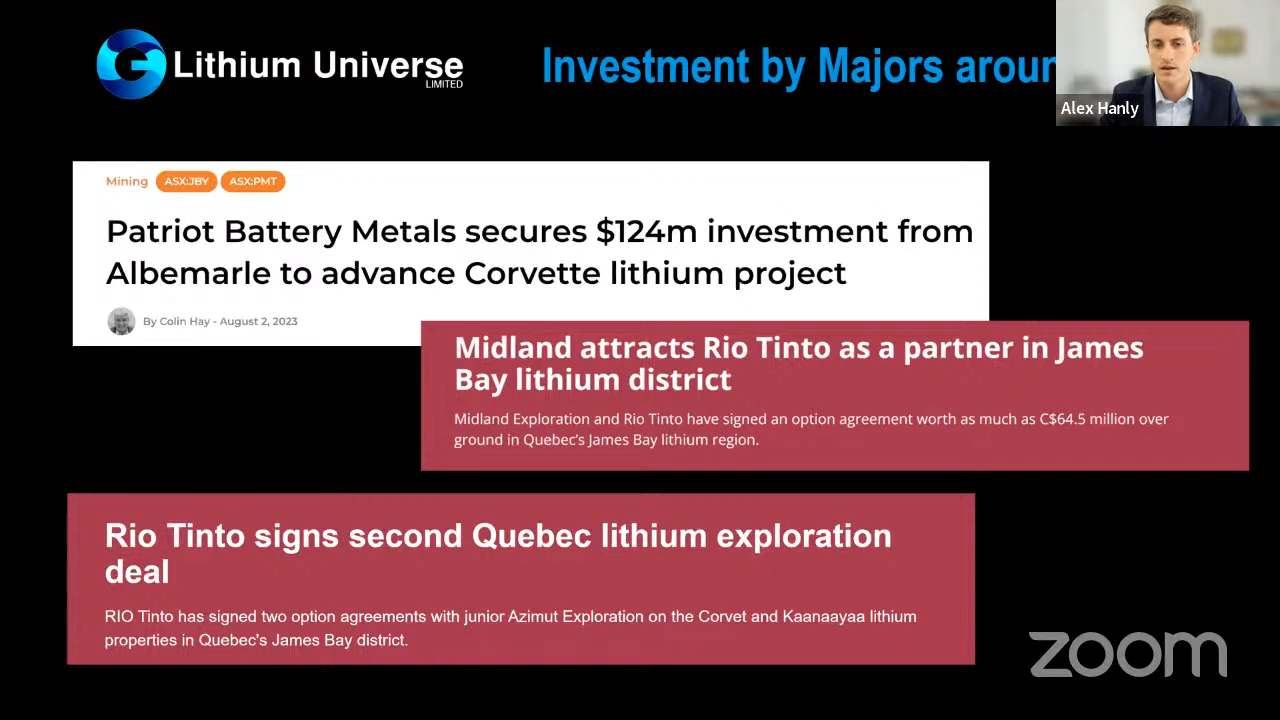 Lithium Universe
LIMITED
Investment by Majors aroun
Alex Hanly
Mining ASX:JBY ASX:PMT
Patriot Battery Metals secures $124m investment from
Albemarle to advance Corvette lithium project
By Colin Hay - August 2, 2023
Midland attracts Rio Tinto as a partner in James
Bay lithium district
Midland Exploration and Rio Tinto have signed an option agreement worth as much as C$64.5 million over
ground in Quebec's James Bay lithium region.
Rio Tinto signs second Quebec lithium exploration
deal
RIO Tinto has signed two option agreements with junior Azimut Exploration on the Corvet and Kaanaayaa lithium
properties in Quebec's James Bay district.
zoom